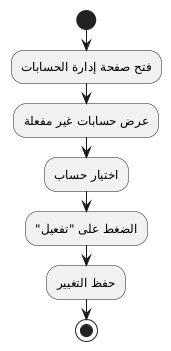 فتح صفحة إدارة الحسابات
عرض حسابات غير مفعلة
اختيار حساب
الضغط على "تفعيل"
حفظ التغيير